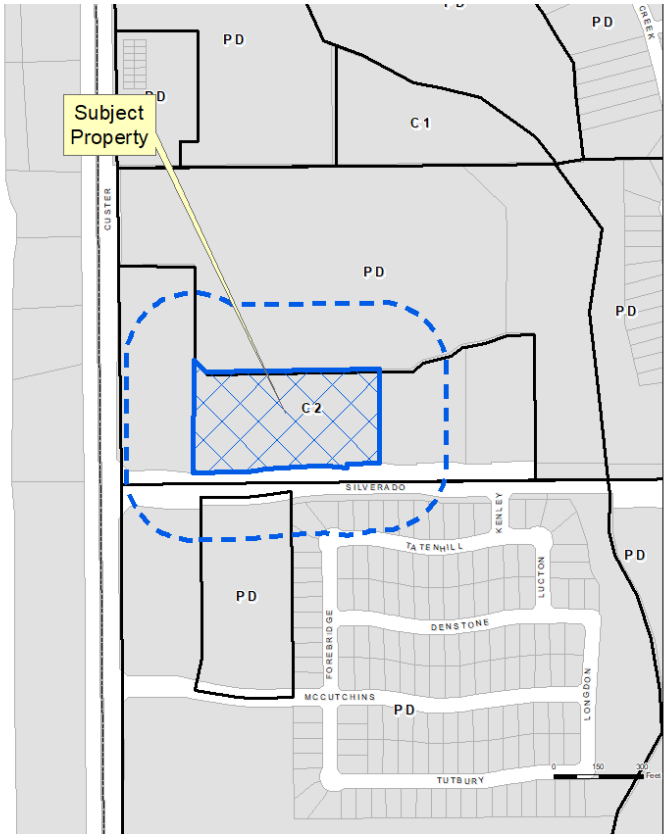 PD
PD
CREEK
PD
PD
Subject
Property
C1
CUSTER
PD
PD
C2
SILVERADO
KENLEY
TATENHILL
PD
LUCTON
PD
FOREBRIDGE
DENSTONE
LONGDON
MCCUTCHINS
PD
0 150 300
Feet
TUTBURY